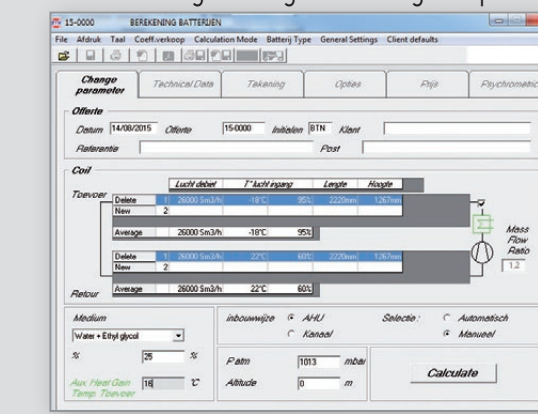 15-0000 BEREKENING BATTERIJEN
File Afdruk Taal Coeff.verkoop Calculation Mode Batterij Type General Settings Client defaults
Change parameter Technical Data Tekening Opties Prijs Psychrometric
Offerte
Datum 14/08/2015 Offerte 15-0000 Initialen BTN Klant
Referentie Post
Coil
Lucht debiet T° lucht ingang Lengte Hoogte
Toevoer
Delete 1 26000 Sm3/h -18°C 95% 2220mm 1267mm
New 2
Average 26000 Sm3/h -18°C 95%
Mass Flow Ratio
1,2
Delete 1 26000 Sm3/h 22°C 60% 2220mm 1267mm
New 2
Retour Average 26000 Sm3/h 22°C 60%
Medium inbouwwijze AHU Selectie : Automatisch
Water + Ethyl glycol Kanaal Manueel
% 25 % P atm 1013 mbar
Calculate
Aux Heat Gain Temp. Toevoer 16 °C Altitude 0 m